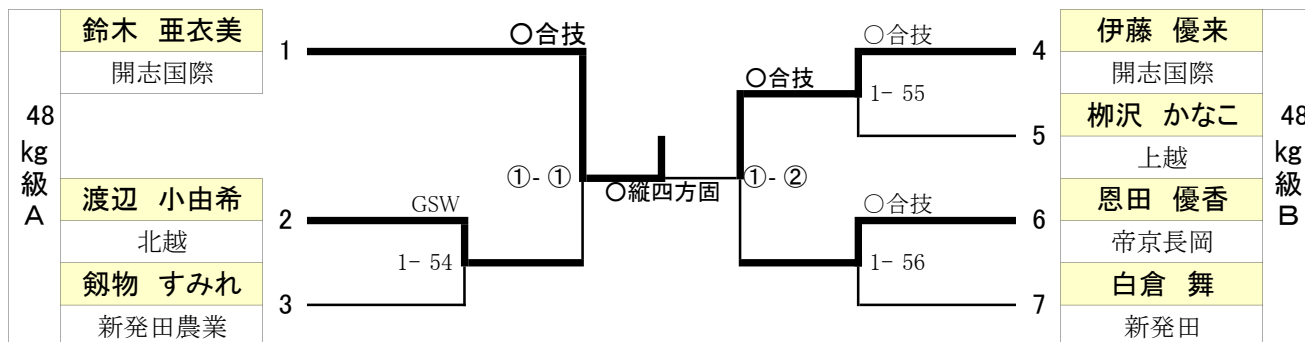 48
kg
級
A
鈴木 亜衣美
開志国際
1
渡辺 小由希
北越
2
剱物 すみれ
新発田農業
3
○合技
①- ①
GSW
1- 54
○縦四方固
○合技
①- ②
○合技
1- 55
○合技
1- 56
4
伊藤 優来
開志国際
5
栁沢 かなこ
上越
6
恩田 優香
帝京長岡
7
白倉 舞
新発田
48
kg
級
B